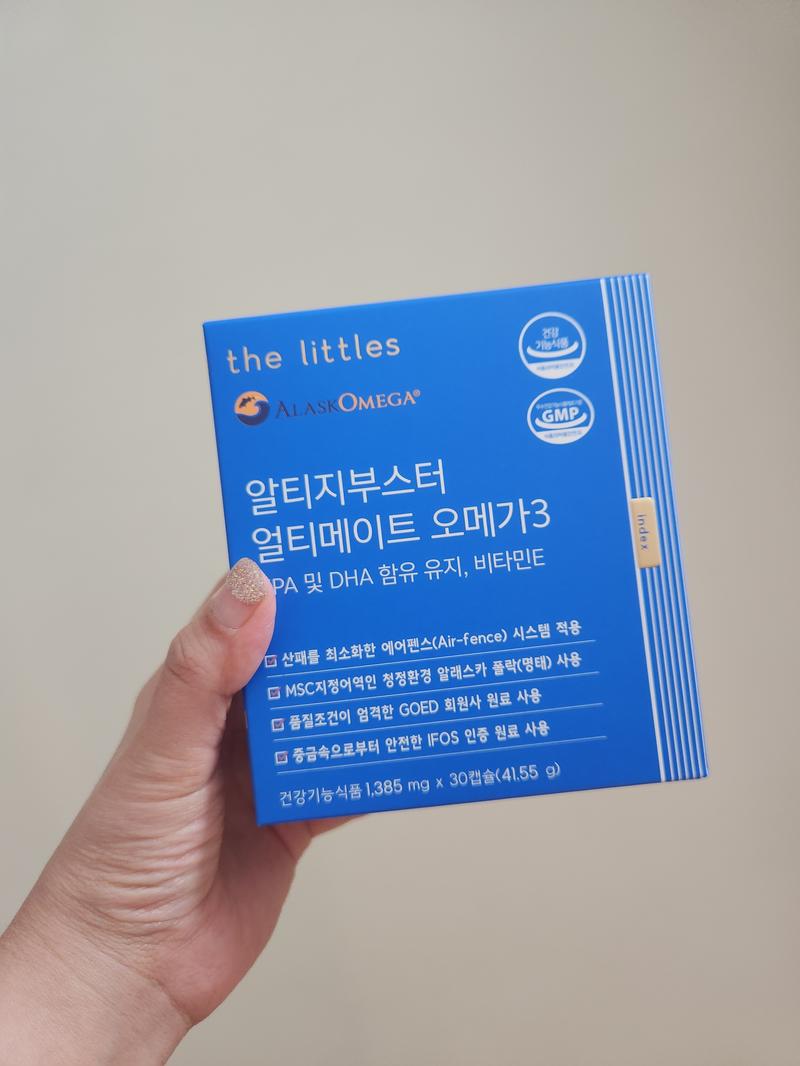 the littles
ALASKOMEGA®
건강
기능식품
GMP
알티지부스터
얼티메이트 오메가3
PA 및 DHA 함유 유지, 비타민E
index
산패를 최소화한 에어펜스(Air-fence) 시스템 적용
MSC지정어역인 청정환경 알래스카 폴락(명태) 사용
품질조건이 엄격한 GOED 회원사 원료 사용
중금속으로부터 안전한 IFOS 인증 원료 사용
건강기능식품 1,385 mg x 30캡슐(41.55 g)